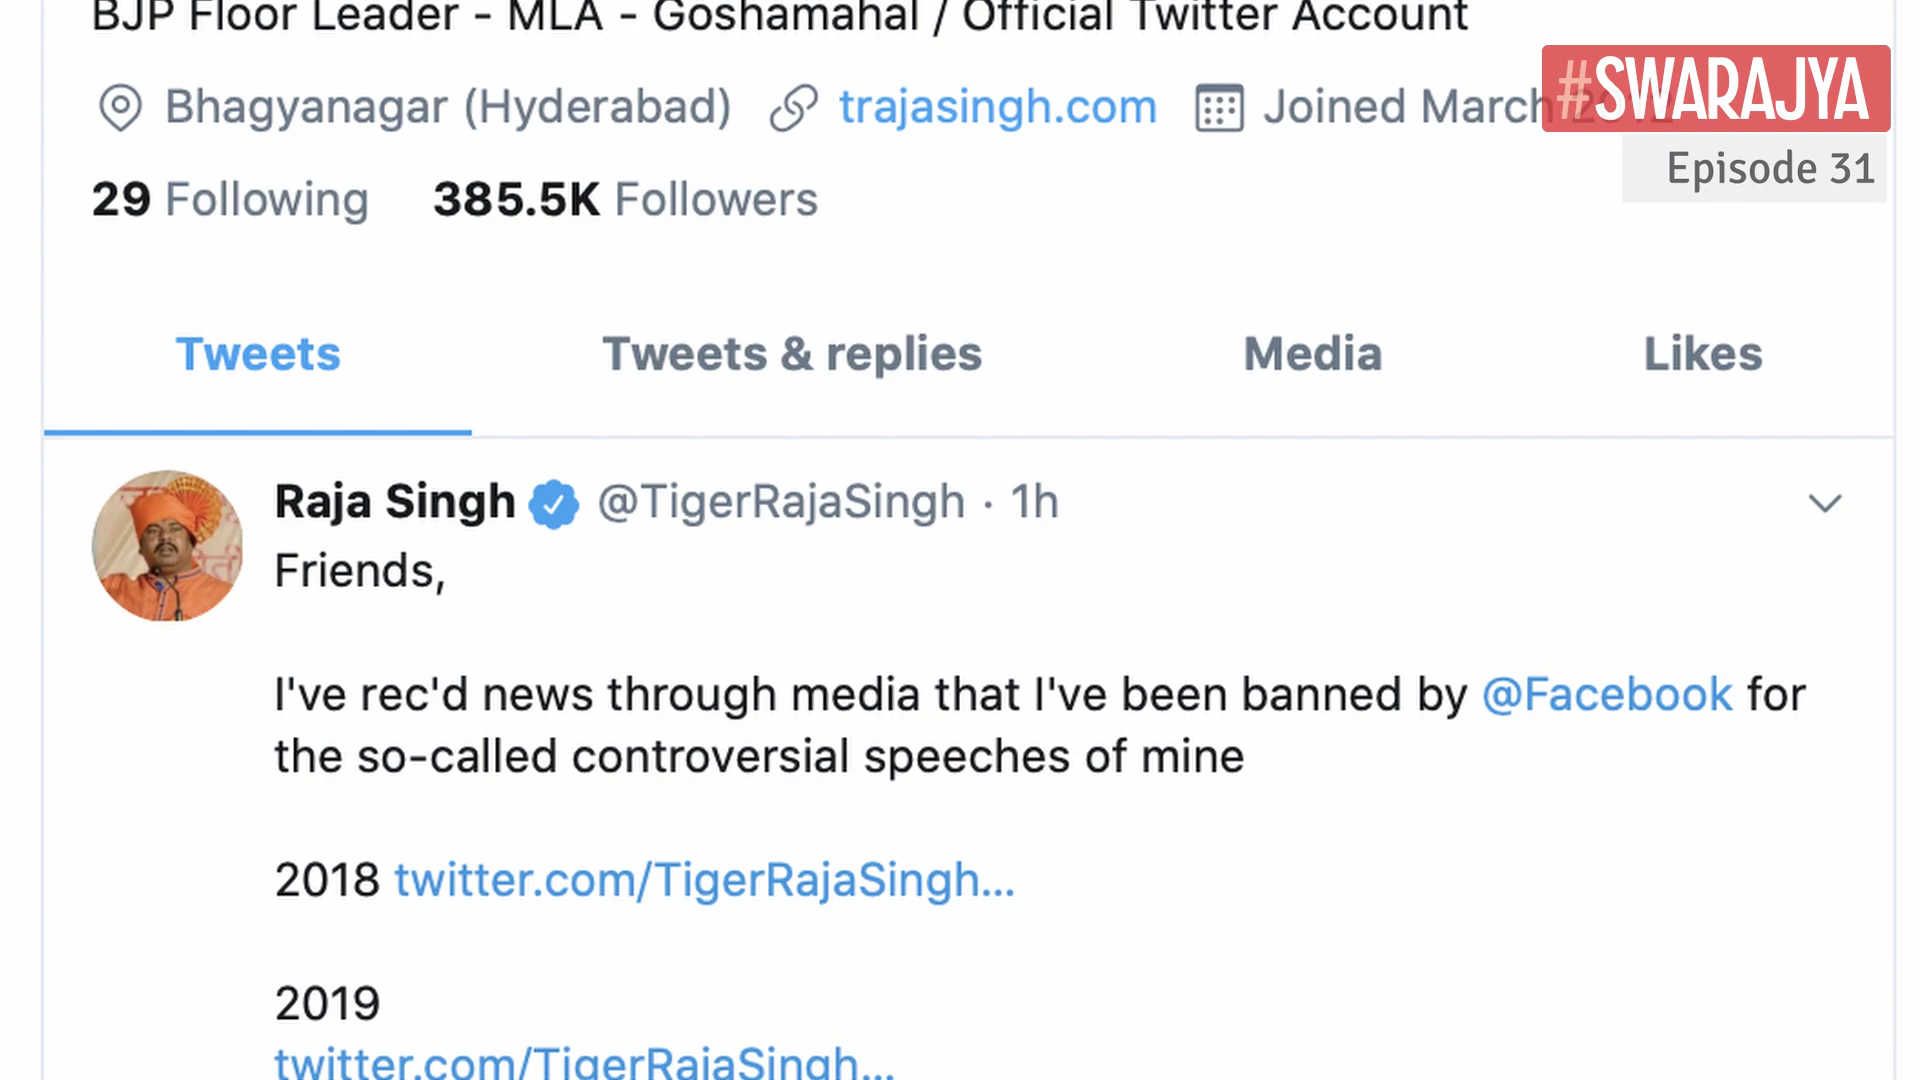 BJP Floor Leader - MLA - Goshamahal / Official Twitter Account
#SWARAJYA
Bhagyanagar (Hyderabad) trajasingh.com Joined March 2012
Episode 31
29 Following 385.5K Followers
Tweets Tweets & replies Media Likes
Raja Singh @TigerRajaSingh · 1h
Friends,
I've rec'd news through media that I've been banned by @Facebook for
the so-called controversial speeches of mine
2018 twitter.com/TigerRajaSingh...
2019
twitter.com/TigerRajaSingh...